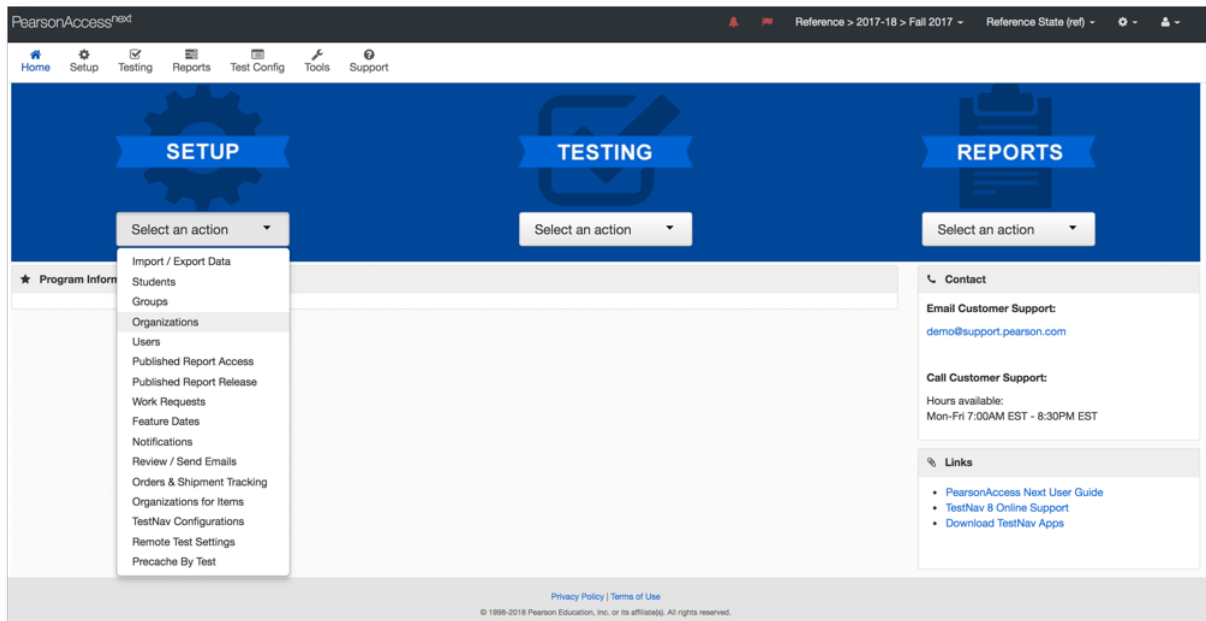 PearsonAccessnext
Reference > 2017-18 > Fall 2017
Reference State (ref)
Home
Setup
Testing
Reports
Test Config
Tools
Support
SETUP
TESTING
REPORTS
Select an action
Select an action
Select an action
Import / Export Data
Students
Groups
Organizations
Users
Published Report Access
Published Report Release
Work Requests
Feature Dates
Notifications
Review / Send Emails
Orders & Shipment Tracking
Organizations for Items
TestNav Configurations
Remote Test Settings
Precache By Test
Program Inform
Contact
Email Customer Support:
demo@support.pearson.com
Call Customer Support:
Hours available:
Mon-Fri 7:00AM EST - 8:30PM EST
Links
PearsonAccess Next User Guide
TestNav 8 Online Support
Download TestNav Apps
Privacy Policy | Terms of Use
© 1998-2018 Pearson Education, Inc. or its affiliate(s). All rights reserved.